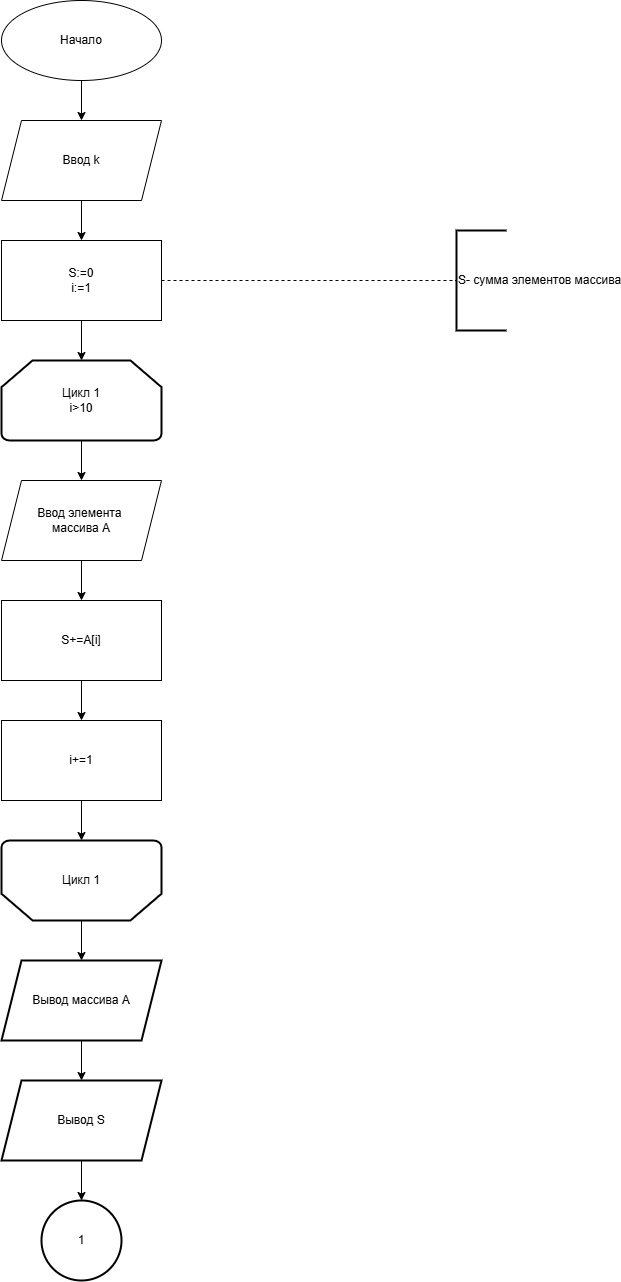 Начало
Ввод k
S:=0
i:=1
S- сумма элементов массива
Цикл 1
i>10
Ввод элемента
массива А
S+=A[i]
i+=1
Цикл 1
Вывод массива А
Вывод S
1